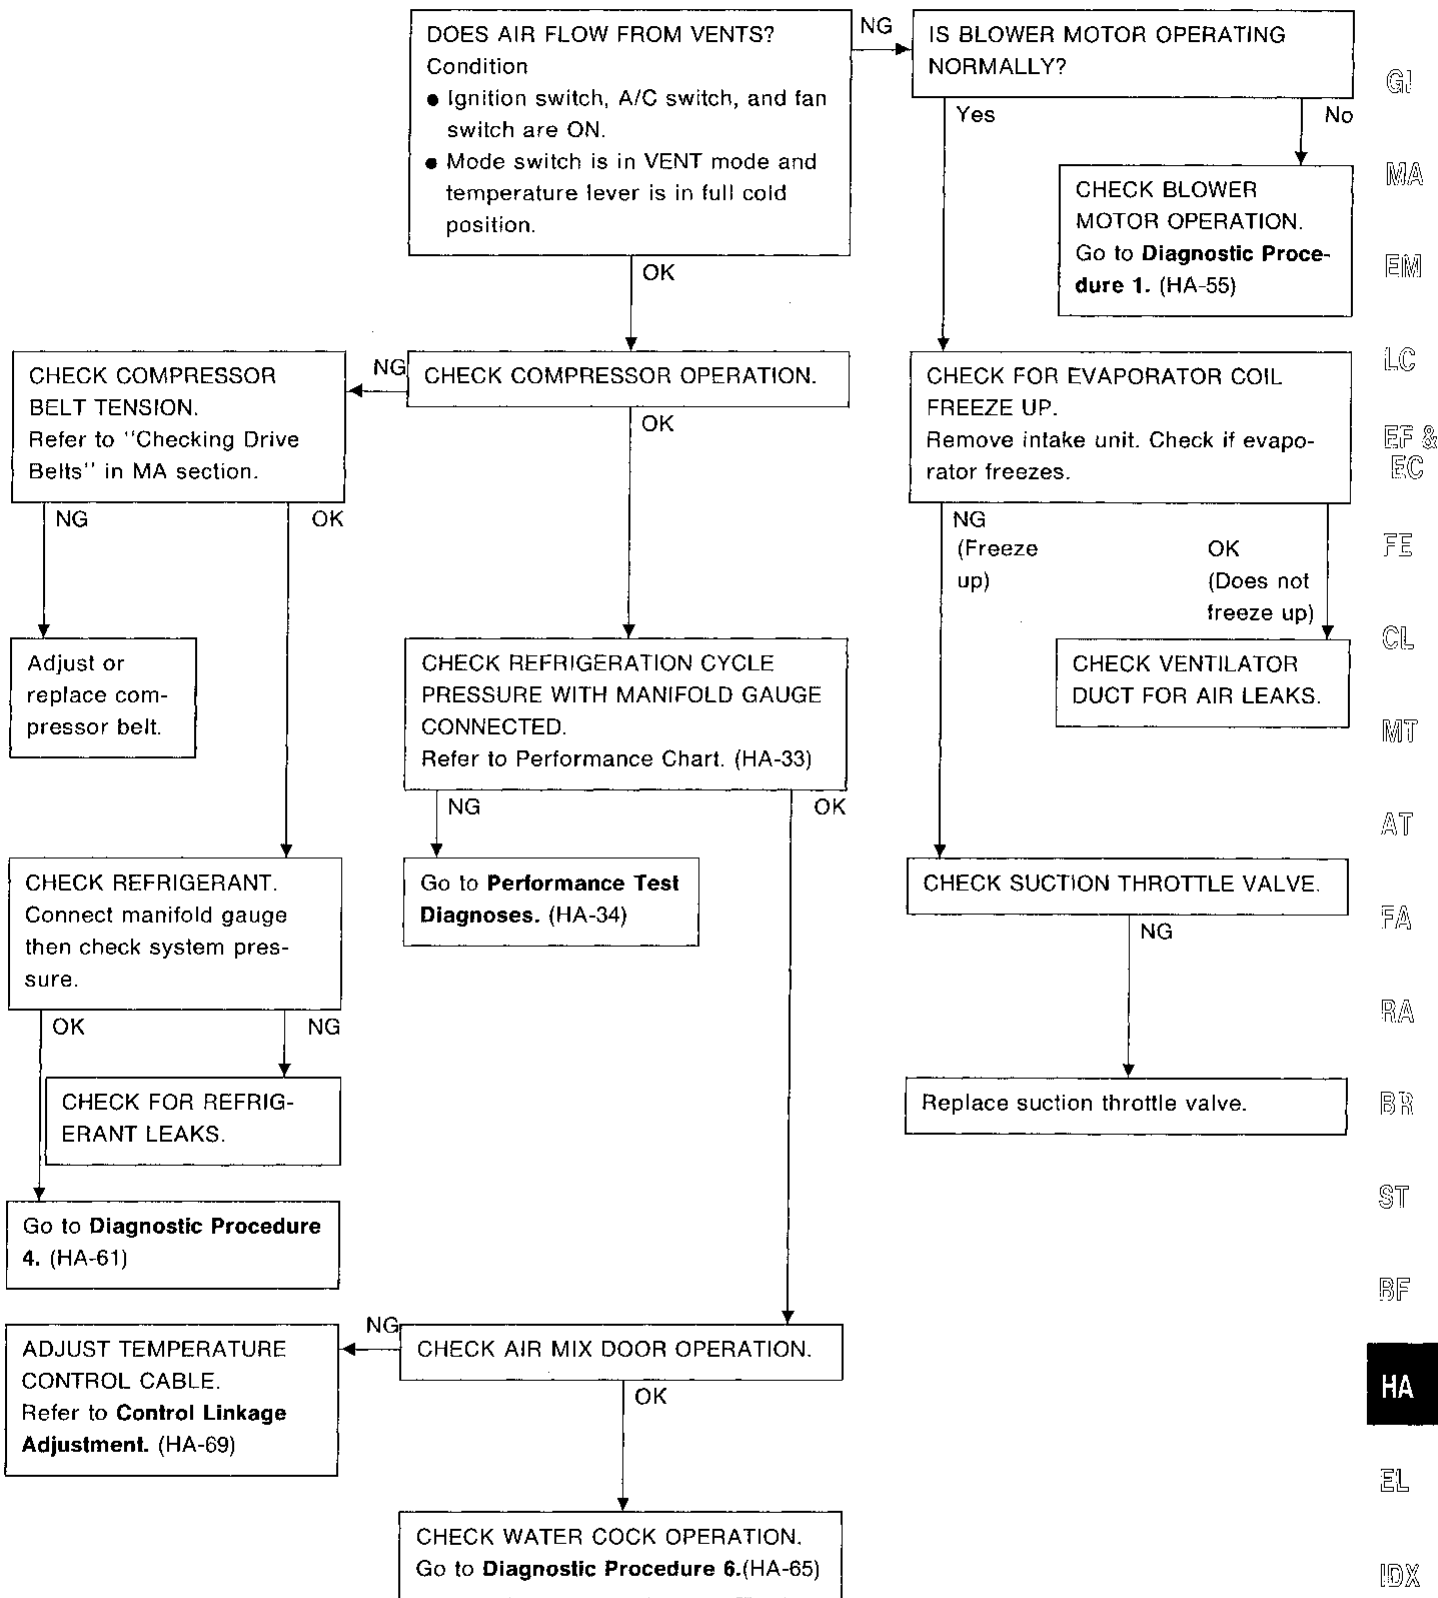 DOES AIR FLOW FROM VENTS?
Condition
● Ignition switch, A/C switch, and fan
switch are ON.
● Mode switch is in VENT mode and
temperature lever is in full cold
position.
NG
IS BLOWER MOTOR OPERATING
NORMALLY?
Yes
No
CHECK BLOWER
MOTOR OPERATION.
Go to Diagnostic Proce-
dure 1. (HA-55)
OK
CHECK COMPRESSOR
BELT TENSION.
Refer to "Checking Drive
Belts" in MA section.
NG
CHECK COMPRESSOR OPERATION.
OK
CHECK FOR EVAPORATOR COIL
FREEZE UP.
Remove intake unit. Check if evapo-
rator freezes.
NG
OK
NG
(Freeze
up)
OK
(Does not
freeze up)
Adjust or
replace com-
pressor belt.
CHECK REFRIGERATION CYCLE
PRESSURE WITH MANIFOLD GAUGE
CONNECTED.
Refer to Performance Chart. (HA-33)
CHECK VENTILATOR
DUCT FOR AIR LEAKS.
NG
OK
CHECK REFRIGERANT.
Connect manifold gauge
then check system pres-
sure.
Go to Performance Test
Diagnoses. (HA-34)
CHECK SUCTION THROTTLE VALVE.
NG
OK
NG
CHECK FOR REFRIG-
ERANT LEAKS.
Replace suction throttle valve.
Go to Diagnostic Procedure
4. (HA-61)
ADJUST TEMPERATURE
CONTROL CABLE.
Refer to Control Linkage
Adjustment. (HA-69)
NG
CHECK AIR MIX DOOR OPERATION.
OK
CHECK WATER COCK OPERATION.
Go to Diagnostic Procedure 6.(HA-65)
GI
MA
EM
LC
EF &
EC
FE
CL
MT
AT
FA
RA
BR
ST
BF
HA
EL
IDX